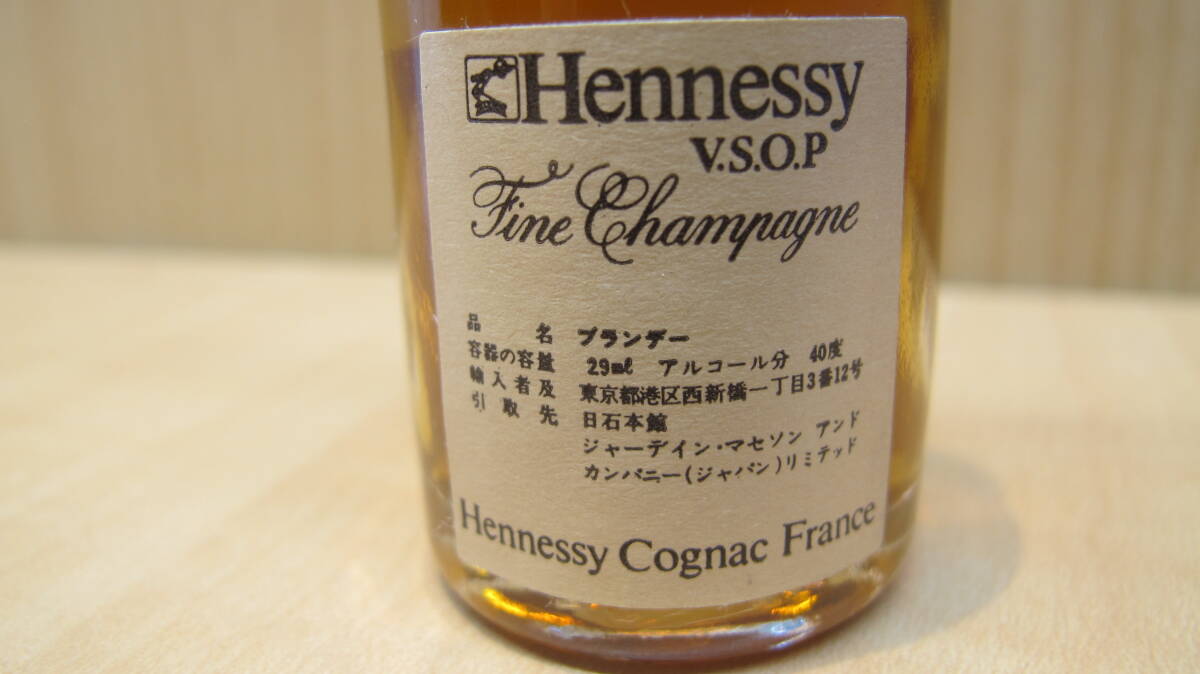 Hennessy
V.S.O.P
Fine Champagne
品名 ブランデー
容器の容量 29ml アルコール分 40度
輸入者及 東京都港区西新橋一丁目3番12号
引取先 日石本館
ジャーデイン・マセソン アンド
カンパニー(ジャパン)リミテッド
Hennessy Cognac France